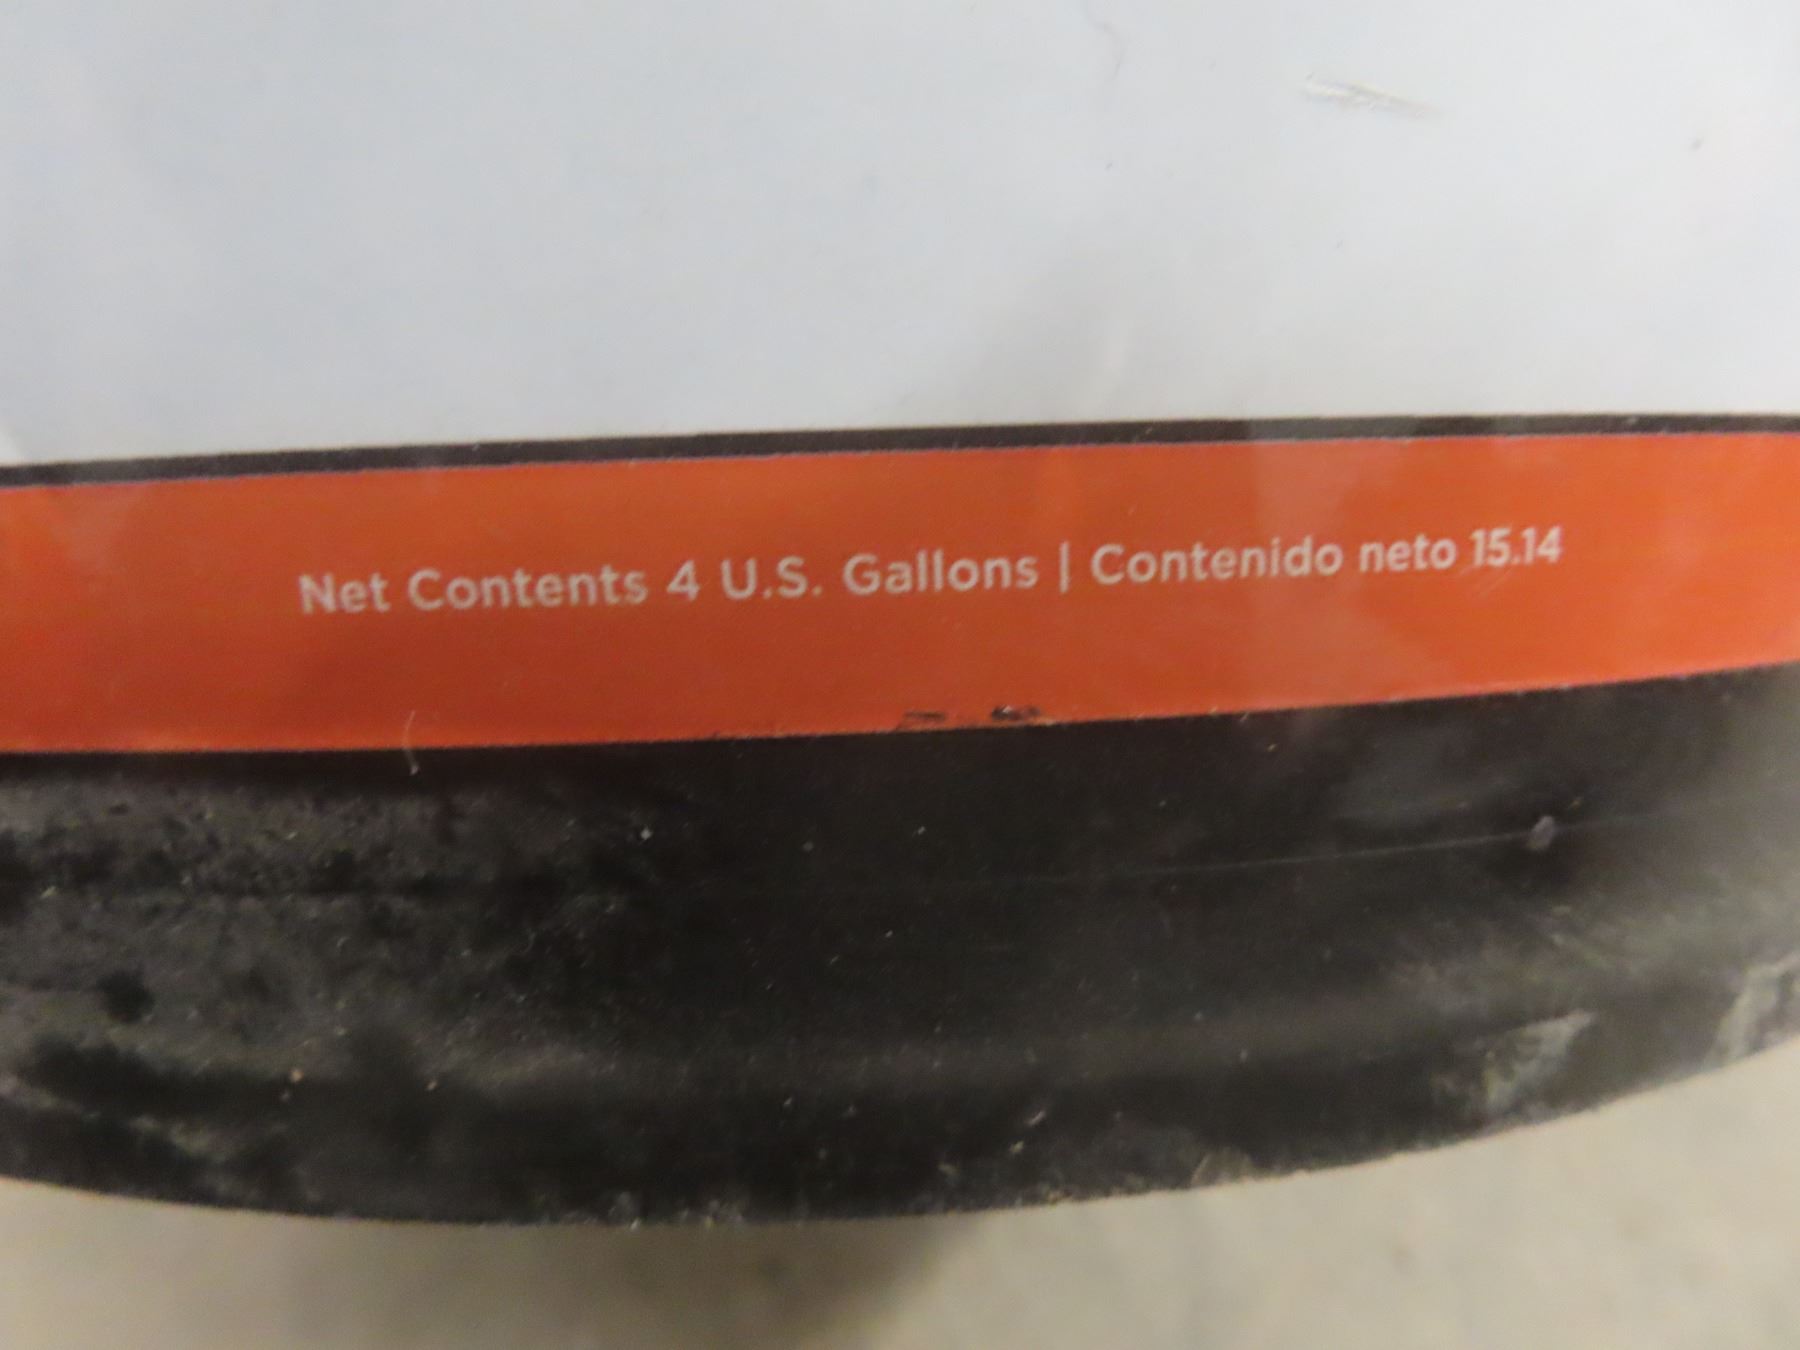 Net Contents 4 U.S. Gallons | Contenido neto 15.14